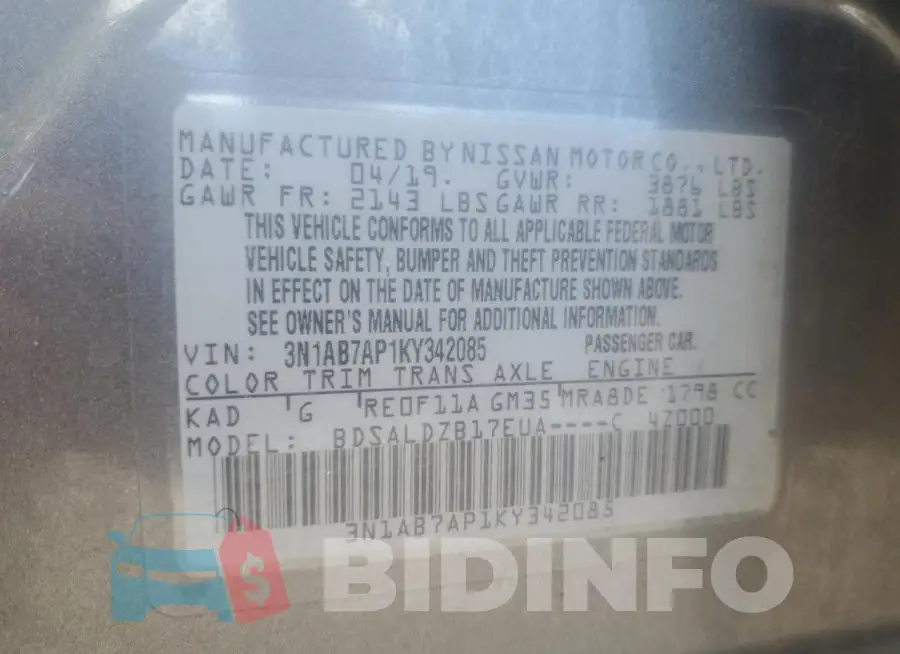 MANUFACTURED BY NISSAN MOTOR CO., LTD.
DATE: 04/19. GVWR: 3876 LBS
GAWR FR: 2143 LBS GAWR RR: 1881 LBS
THIS VEHICLE CONFORMS TO ALL APPLICABLE FEDERAL MOTOR
VEHICLE SAFETY, BUMPER AND THEFT PREVENTION STANDARDS
IN EFFECT ON THE DATE OF MANUFACTURE SHOWN ABOVE.
SEE OWNER'S MANUAL FOR ADDITIONAL INFORMATION.
VIN: 3N1AB7AP1KY342085 PASSENGER CAR.
COLOR TRIM TRANS AXLE ENGINE
KAD G RE0F11A GM35 MRA8DE 1798 CC
MODEL: BDSALDZB17EUA----C 4Z000
3N1AB7AP1KY342085
$ BIDINFO